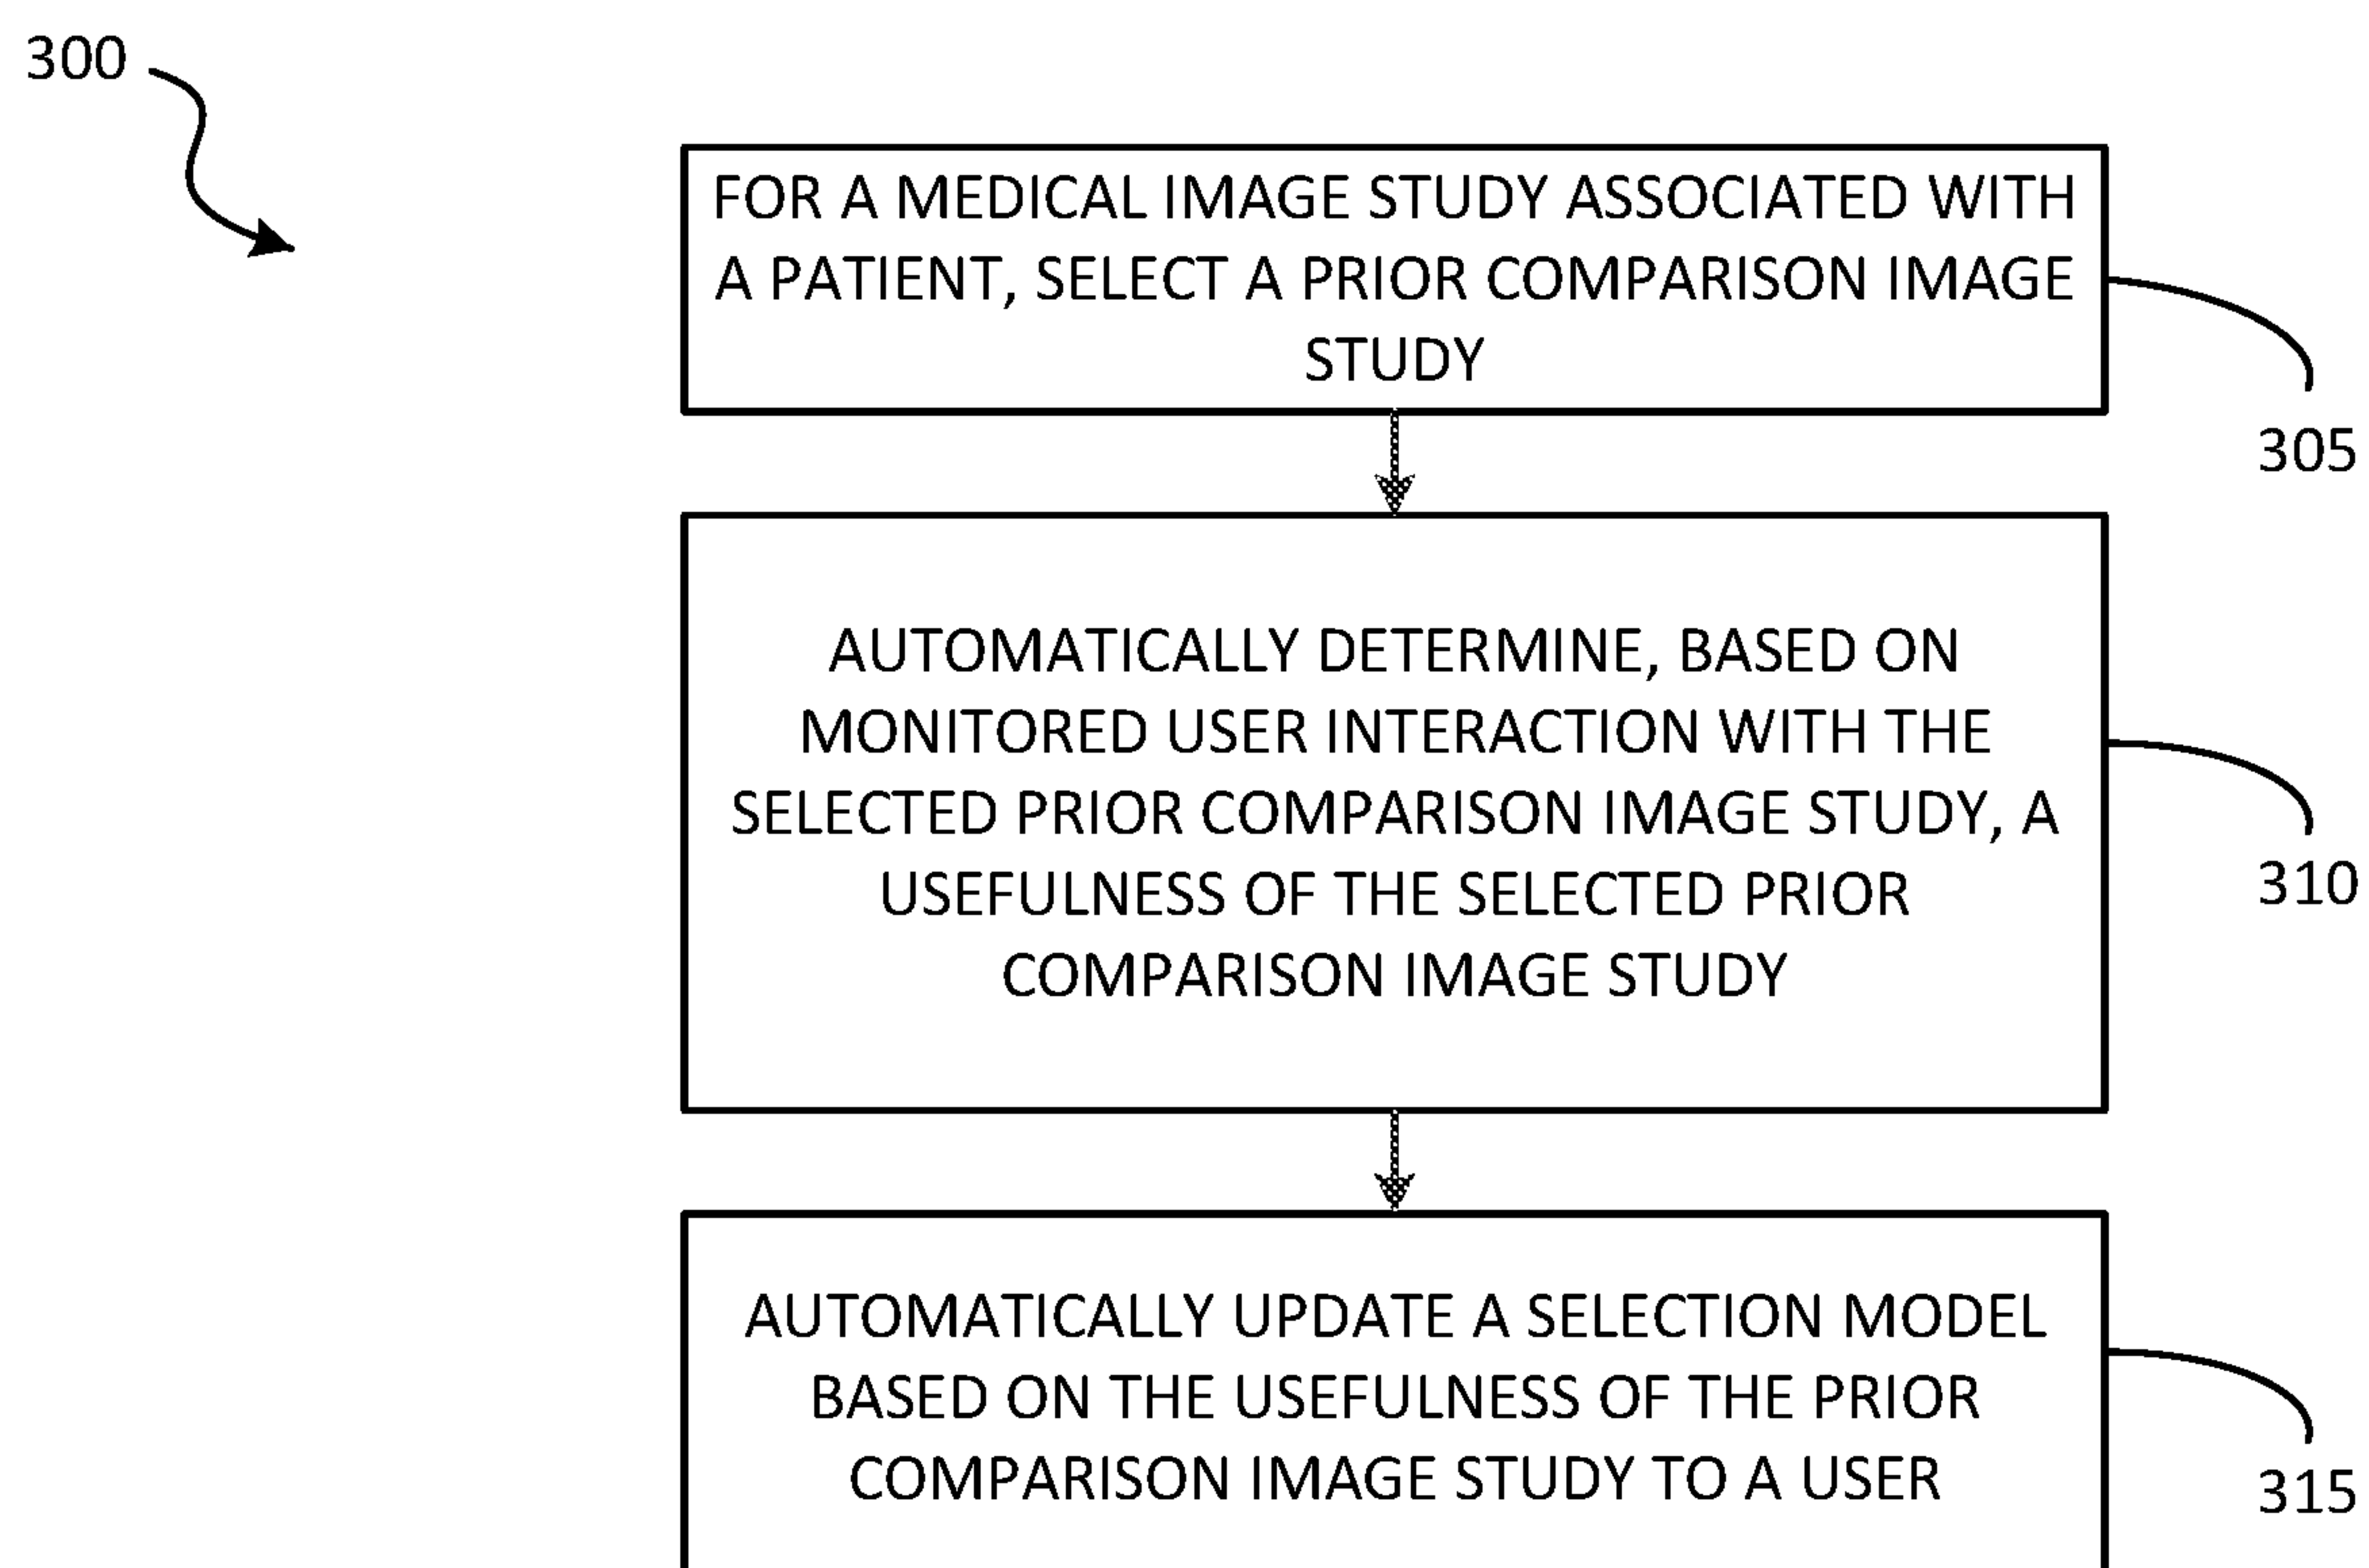 300
FOR A MEDICAL IMAGE STUDY ASSOCIATED WITH
A PATIENT, SELECT A PRIOR COMPARISON IMAGE
STUDY
305
AUTOMATICALLY DETERMINE, BASED ON
MONITORED USER INTERACTION WITH THE
SELECTED PRIOR COMPARISON IMAGE STUDY, A
USEFULNESS OF THE SELECTED PRIOR
COMPARISON IMAGE STUDY
310
AUTOMATICALLY UPDATE A SELECTION MODEL
BASED ON THE USEFULNESS OF THE PRIOR
COMPARISON IMAGE STUDY TO A USER
315